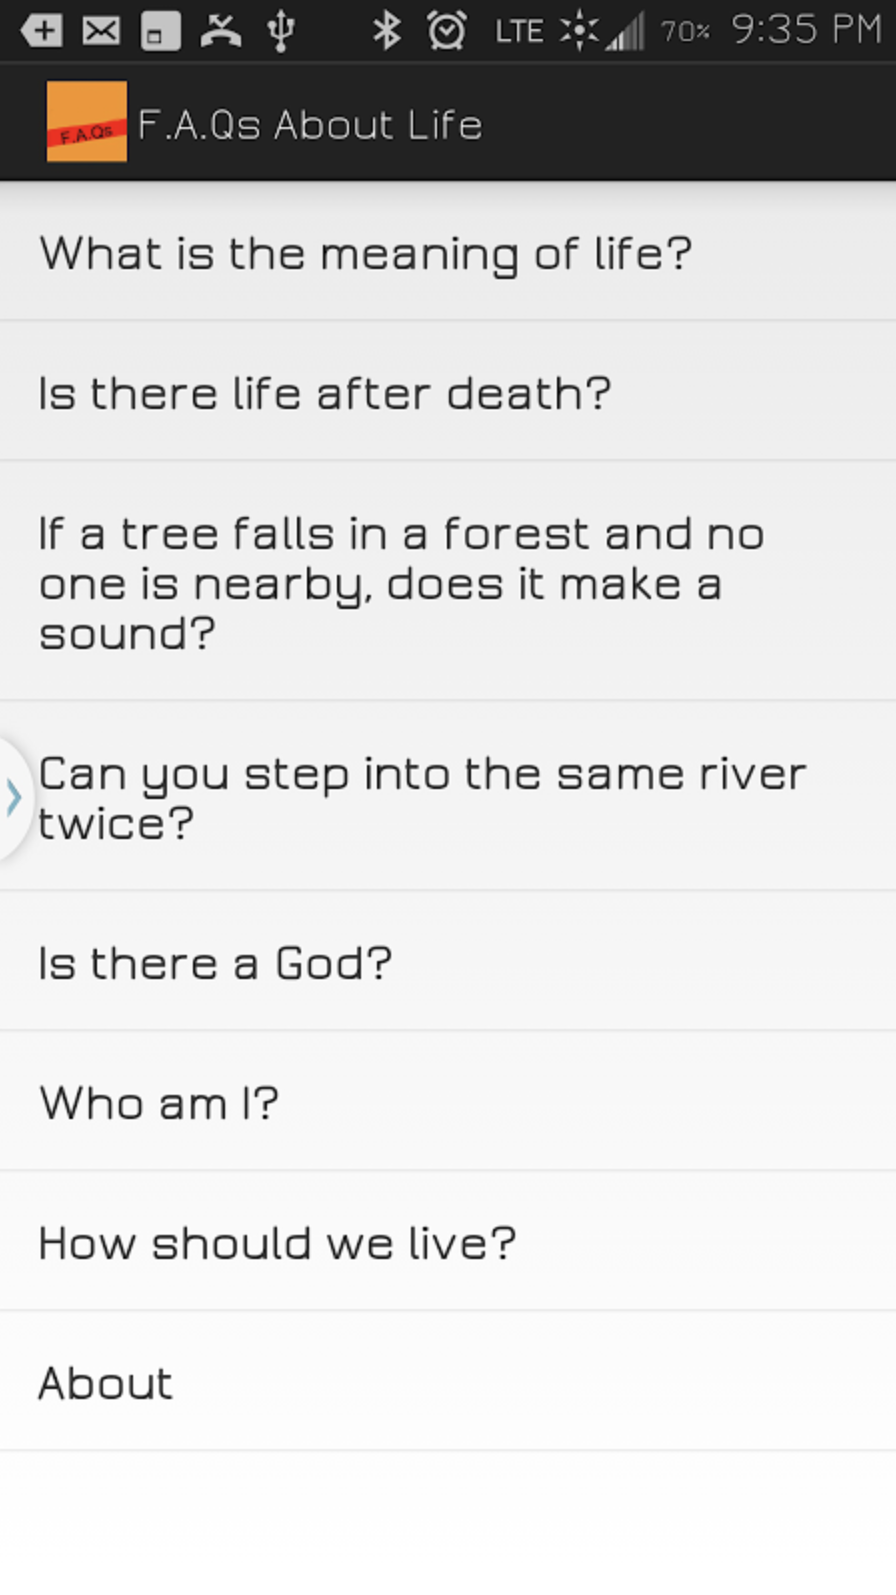 LTE 70% 9:35 PM
F.A.Qs F.A.Qs About Life
What is the meaning of life?
Is there life after death?
If a tree falls in a forest and no
one is nearby, does it make a
sound?
Can you step into the same river
twice?
Is there a God?
Who am I?
How should we live?
About